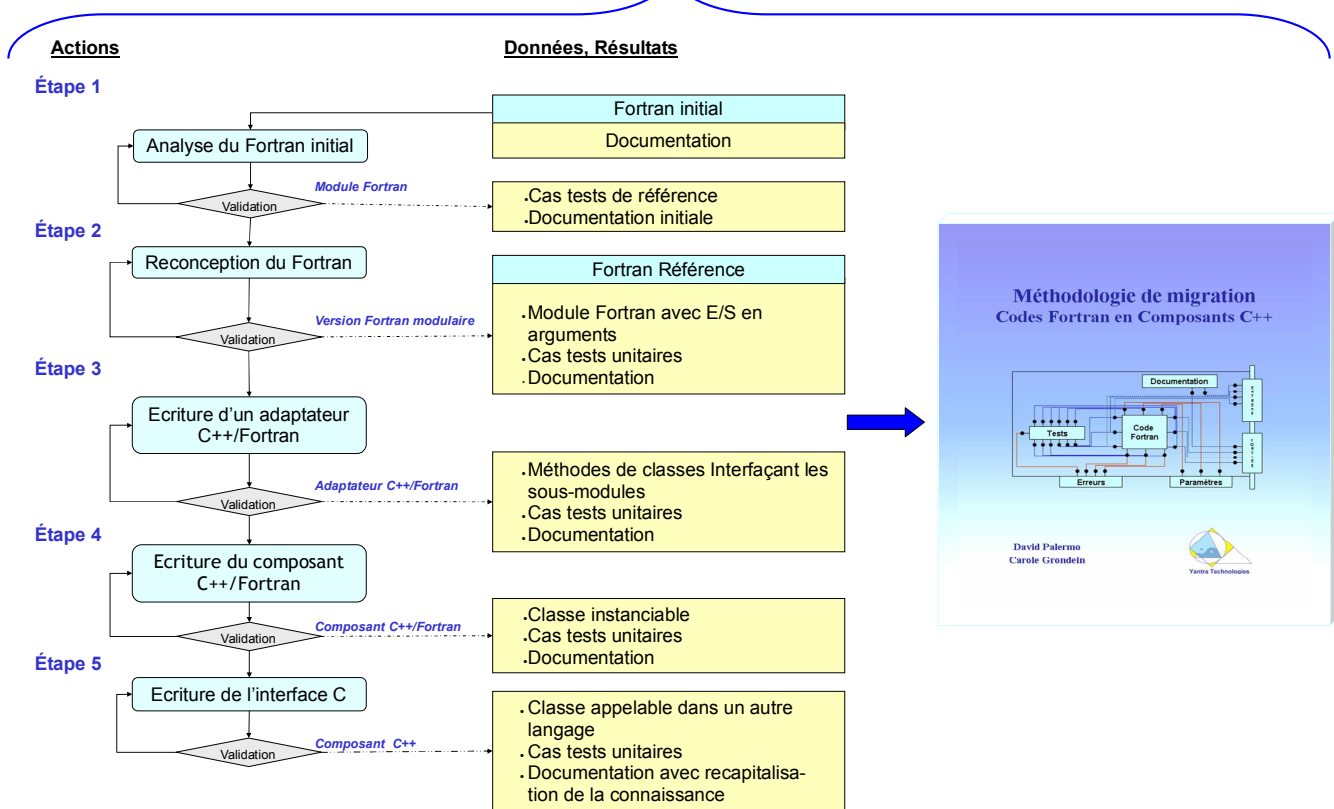 Actions
Données, Résultats
Étape 1
Fortran initial
Documentation
Analyse du Fortran initial
Module Fortran
Validation
.Cas tests de référence
.Documentation initiale
Étape 2
Reconception du Fortran
Fortran Référence
Version Fortran modulaire
Validation
.Module Fortran avec E/S en
arguments
.Cas tests unitaires
.Documentation
Étape 3
Ecriture d'un adaptateur
C++/Fortran
Adaptateur C++/Fortran
Validation
.Méthodes de classes Interfaçant les
sous-modules
.Cas tests unitaires
.Documentation
Étape 4
Ecriture du composant
C++/Fortran
Composant C++/Fortran
Validation
.Classe instanciable
.Cas tests unitaires
.Documentation
Étape 5
Ecriture de l'interface C
Composant C++
Validation
. Classe appelable dans un autre
langage
. Cas tests unitaires
. Documentation avec recapitalisa-
tion de la connaissance
Méthodologie de migration
Codes Fortran en Composants C++
Documentation
ENTREES
Tests
Code
Fortran
SORTIES
Erreurs
Paramètres
David Palermo
Carole Grondein
Yantra Technologies